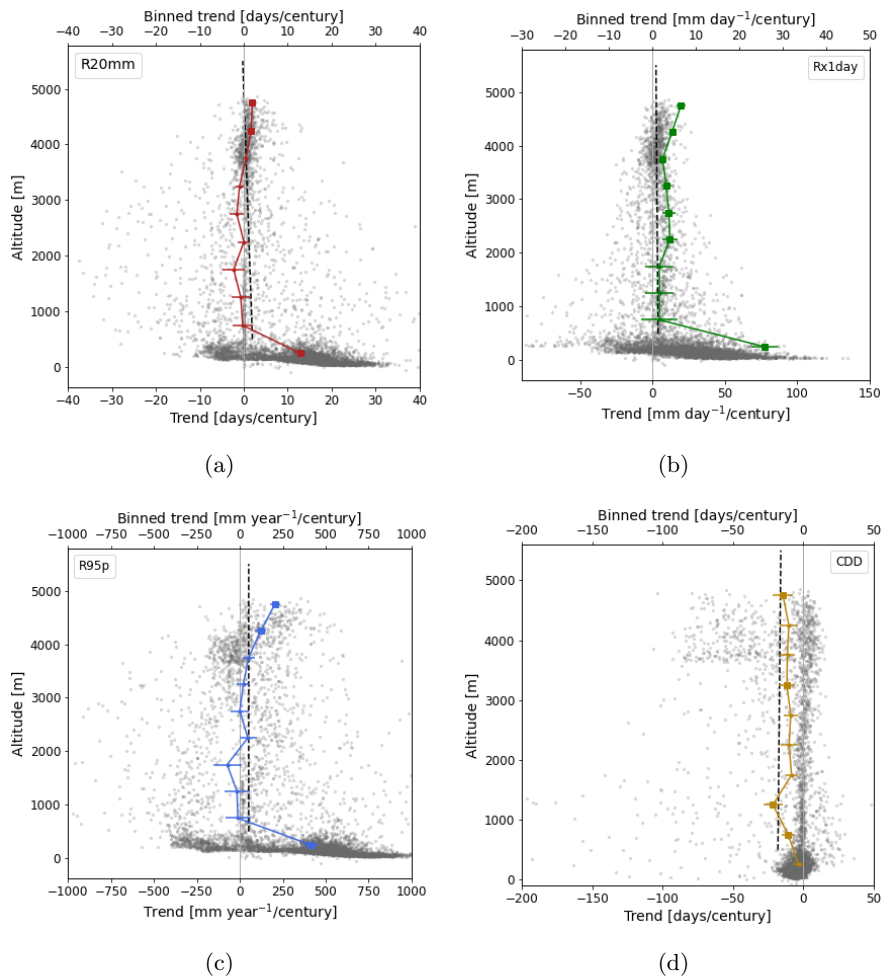 Binned trend [days/century]
−40 −30 −20 −10 0 10 20 30 40
R20mm
5000
4000
3000
2000
1000
0
Altitude [m]
−40 −30 −20 −10 0 10 20 30 40
Trend [days/century]
(a)
Binned trend [mm day⁻¹/century]
−30 −20 −10 0 10 20 30 40 50
Rx1day
5000
4000
3000
2000
1000
0
Altitude [m]
−50 0 50 100 150
Trend [mm day⁻¹/century]
(b)
Binned trend [mm year⁻¹/century]
−1000 −750 −500 −250 0 250 500 750 1000
R95p
5000
4000
3000
2000
1000
0
Altitude [m]
−1000 −750 −500 −250 0 250 500 750 1000
Trend [mm year⁻¹/century]
(c)
Binned trend [days/century]
−200 −150 −100 −50 0 50
CDD
5000
4000
3000
2000
1000
0
Altitude [m]
−200 −150 −100 −50 0 50
Trend [days/century]
(d)